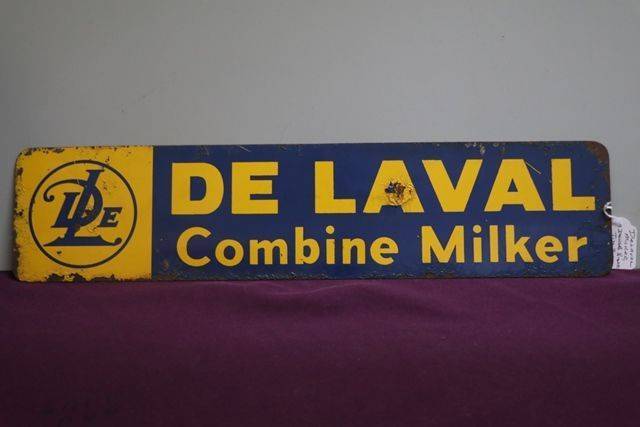 DLE
DE LAVAL
Combine Milker